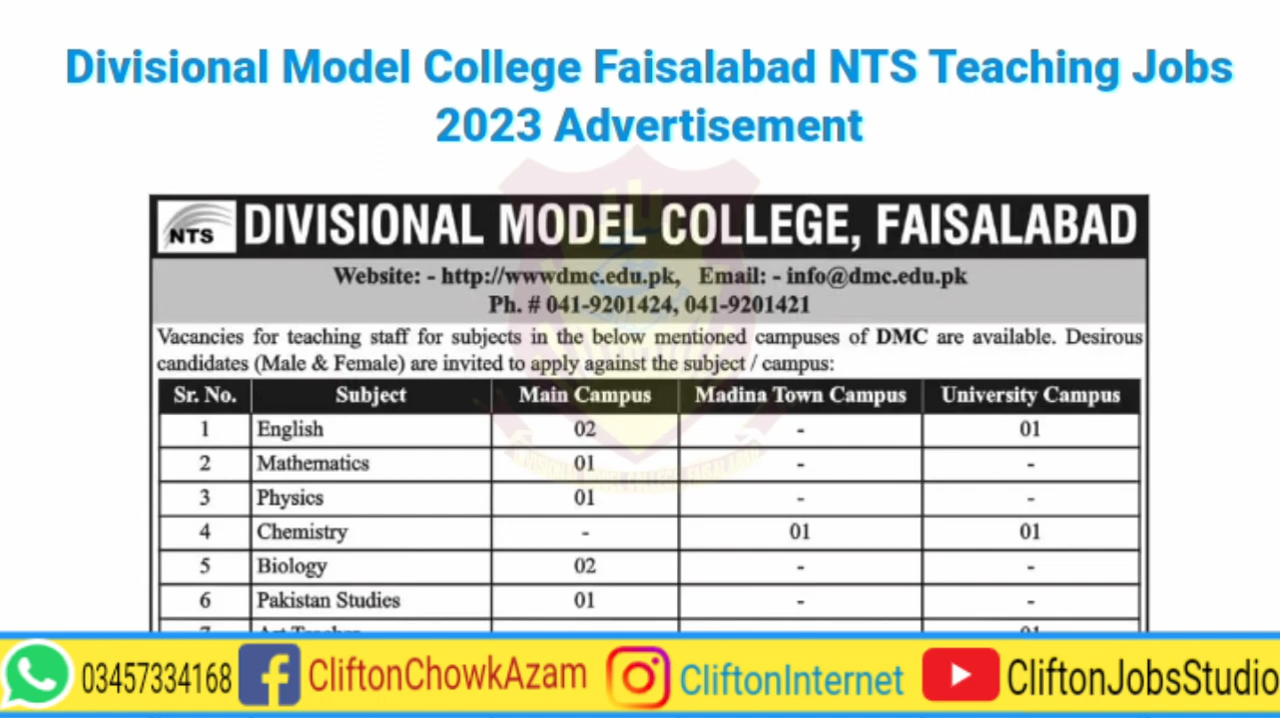 Divisional Model College Faisalabad NTS Teaching Jobs
2023 Advertisement
NTS DIVISIONAL MODEL COLLEGE, FAISALABAD
Website: - http://wwwdmc.edu.pk, Email: - info@dmc.edu.pk
Ph. # 041-9201424, 041-9201421
Vacancies for teaching staff for subjects in the below mentioned campuses of DMC are available. Desirous
candidates (Male & Female) are invited to apply against the subject / campus:
Sr. No. Subject Main Campus Madina Town Campus University Campus
1 English 02 - 01
2 Mathematics 01 - -
3 Physics 01 - -
4 Chemistry - 01 01
5 Biology 02 - -
6 Pakistan Studies 01 - -
7 Art Teacher 01
03457334168 CliftonChowkAzam CliftonInternet CliftonJobsStudio